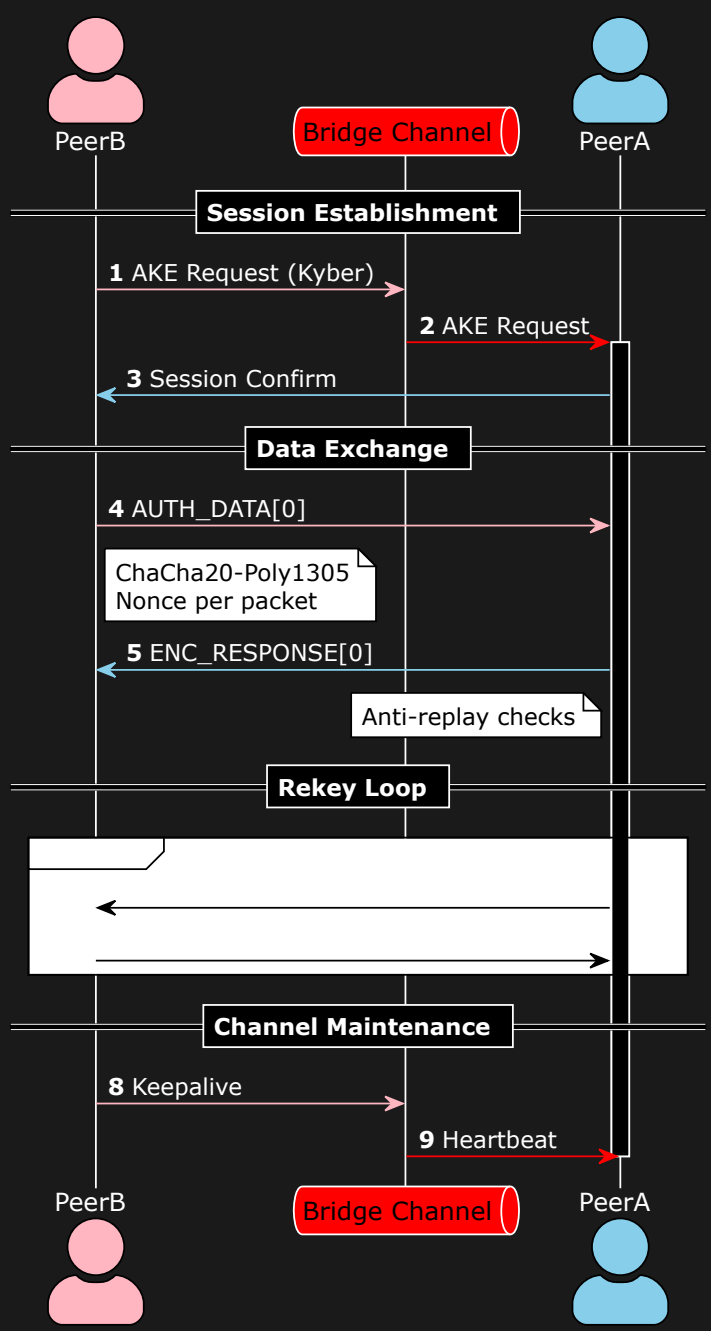 PeerB
Bridge Channel
PeerA
Session Establishment
1 AKE Request (Kyber)
2 AKE Request
3 Session Confirm
Data Exchange
4 AUTH_DATA[0]
ChaCha20-Poly1305
Nonce per packet
5 ENC_RESPONSE[0]
Anti-replay checks
Rekey Loop
Channel Maintenance
8 Keepalive
9 Heartbeat
PeerB
Bridge Channel
PeerA